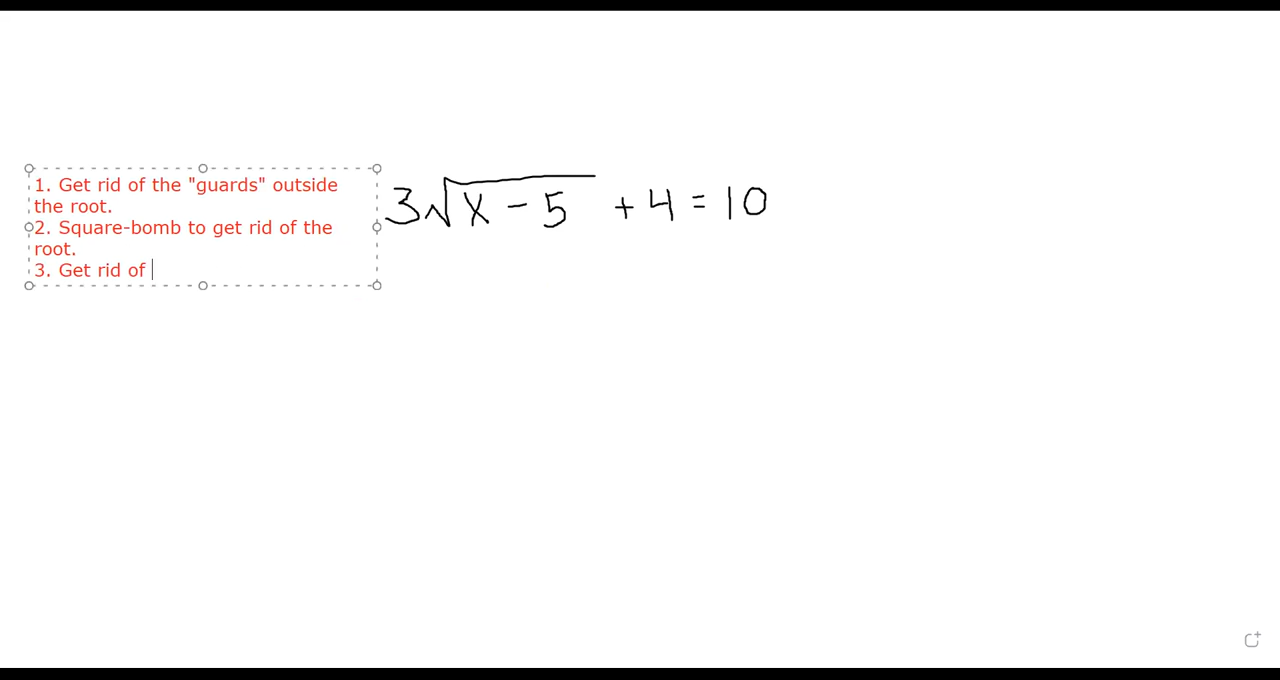 1. Get rid of the "guards" outside
the root.
2. Square-bomb to get rid of the
root.
3. Get rid of
3√x - 5 + 4 = 10